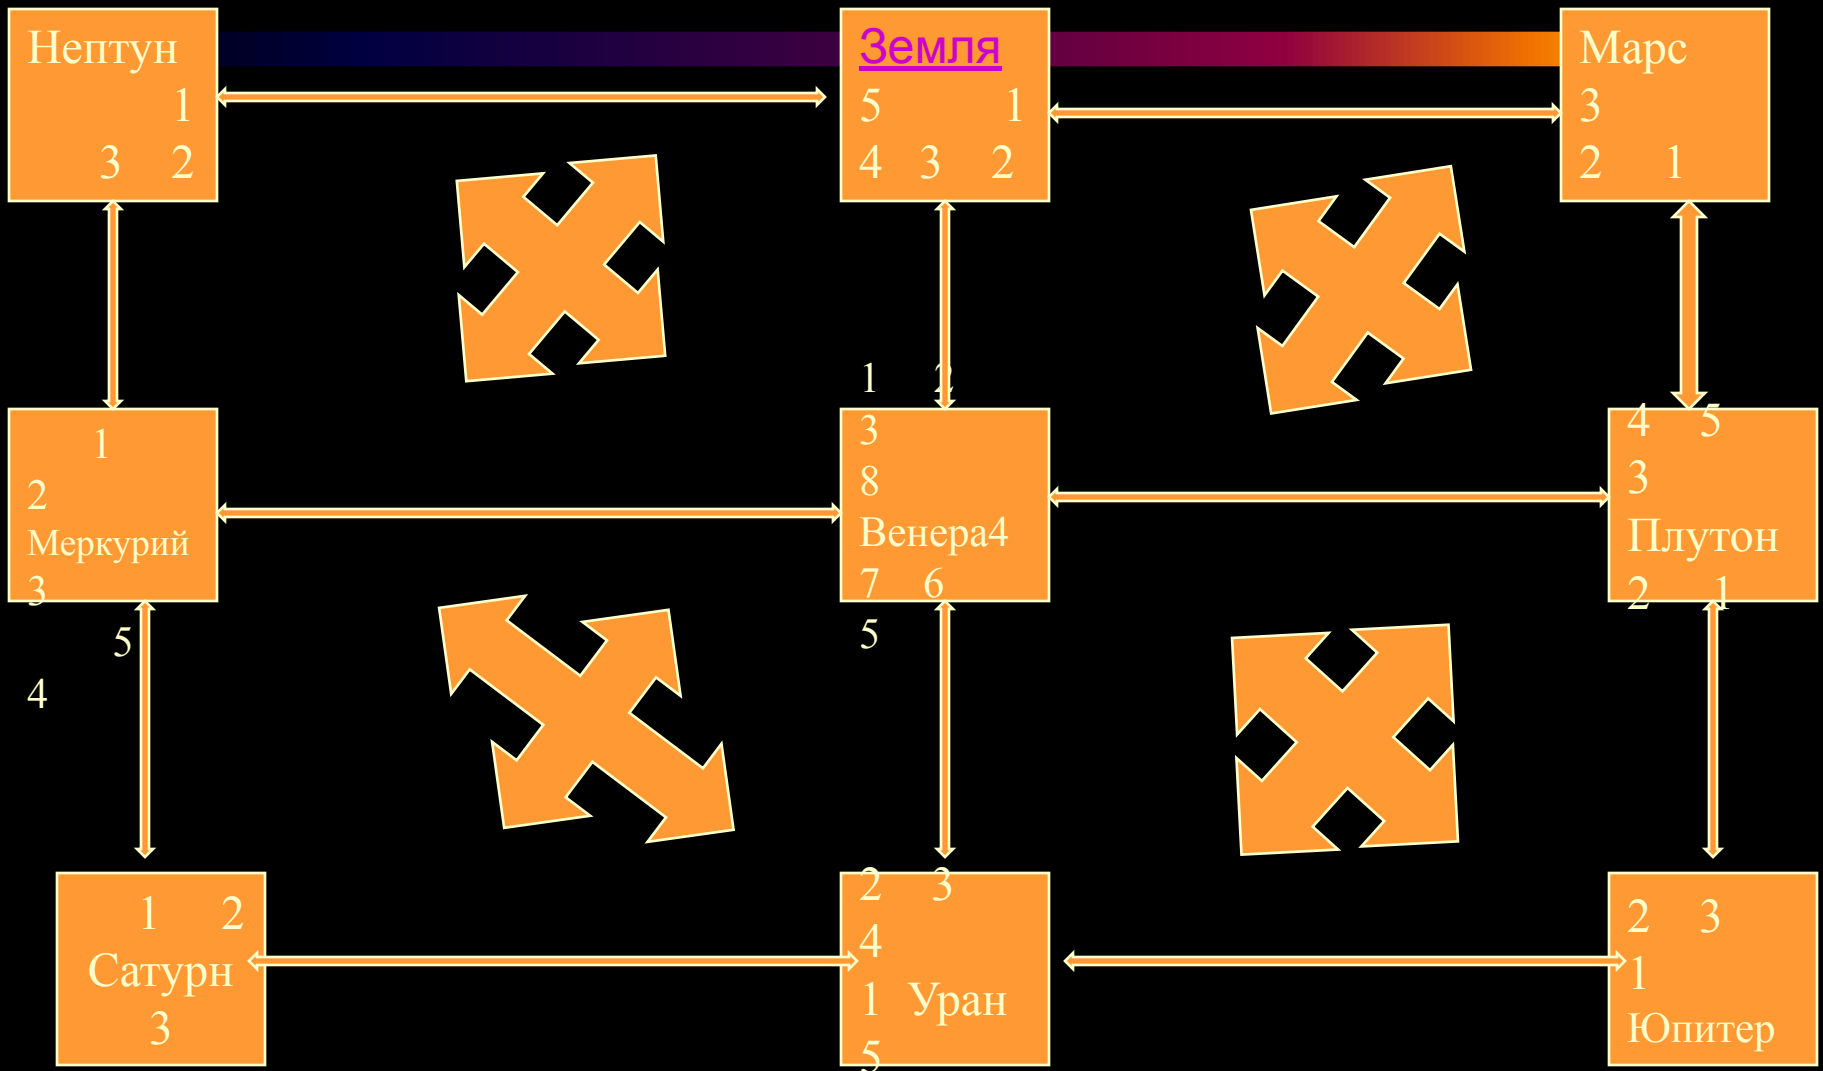 Нептун
1
3 2
Земля
5 1
4 3 2
Марс
3
2 1
1
2
Меркурий
3
5
4
1 2
3
8
Венера4
7 6
5
4 5
3
Плутон
2 1
1 2
Сатурн
3
2 3
4
1 Уран
5
2 3
1
Юпитер